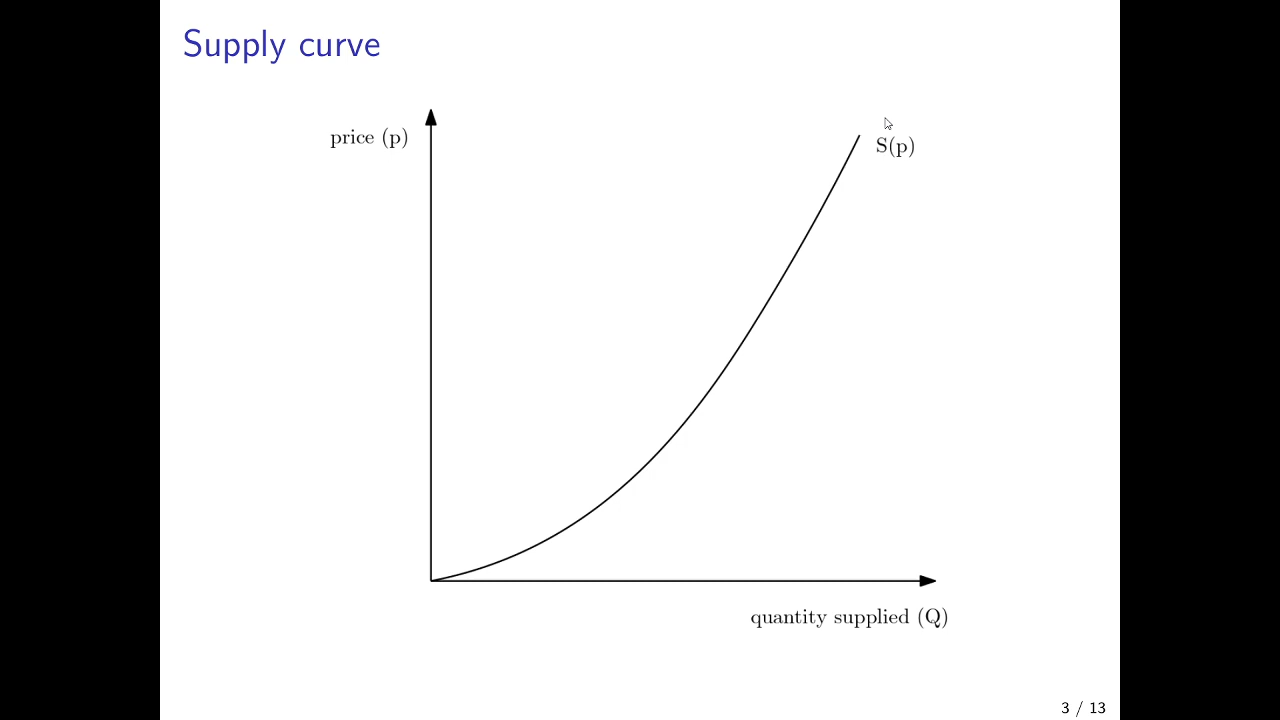 Supply curve
price (p)
S(p)
quantity supplied (Q)
3 / 13